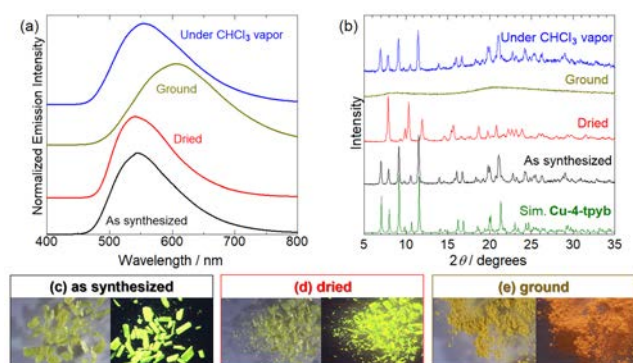 (a)
Under CHCl₃ vapor
Ground
Dried
As synthesized
Normalized Emission Intensity
400 500 600 700 800
Wavelength / nm
(b)
Under CHCl₃ vapor
Ground
Dried
As synthesized
Sim. Cu-4-tpyb
Intensity
5 10 15 20 25 30 35
2θ / degrees
(c) as synthesized
(d) dried
(e) ground